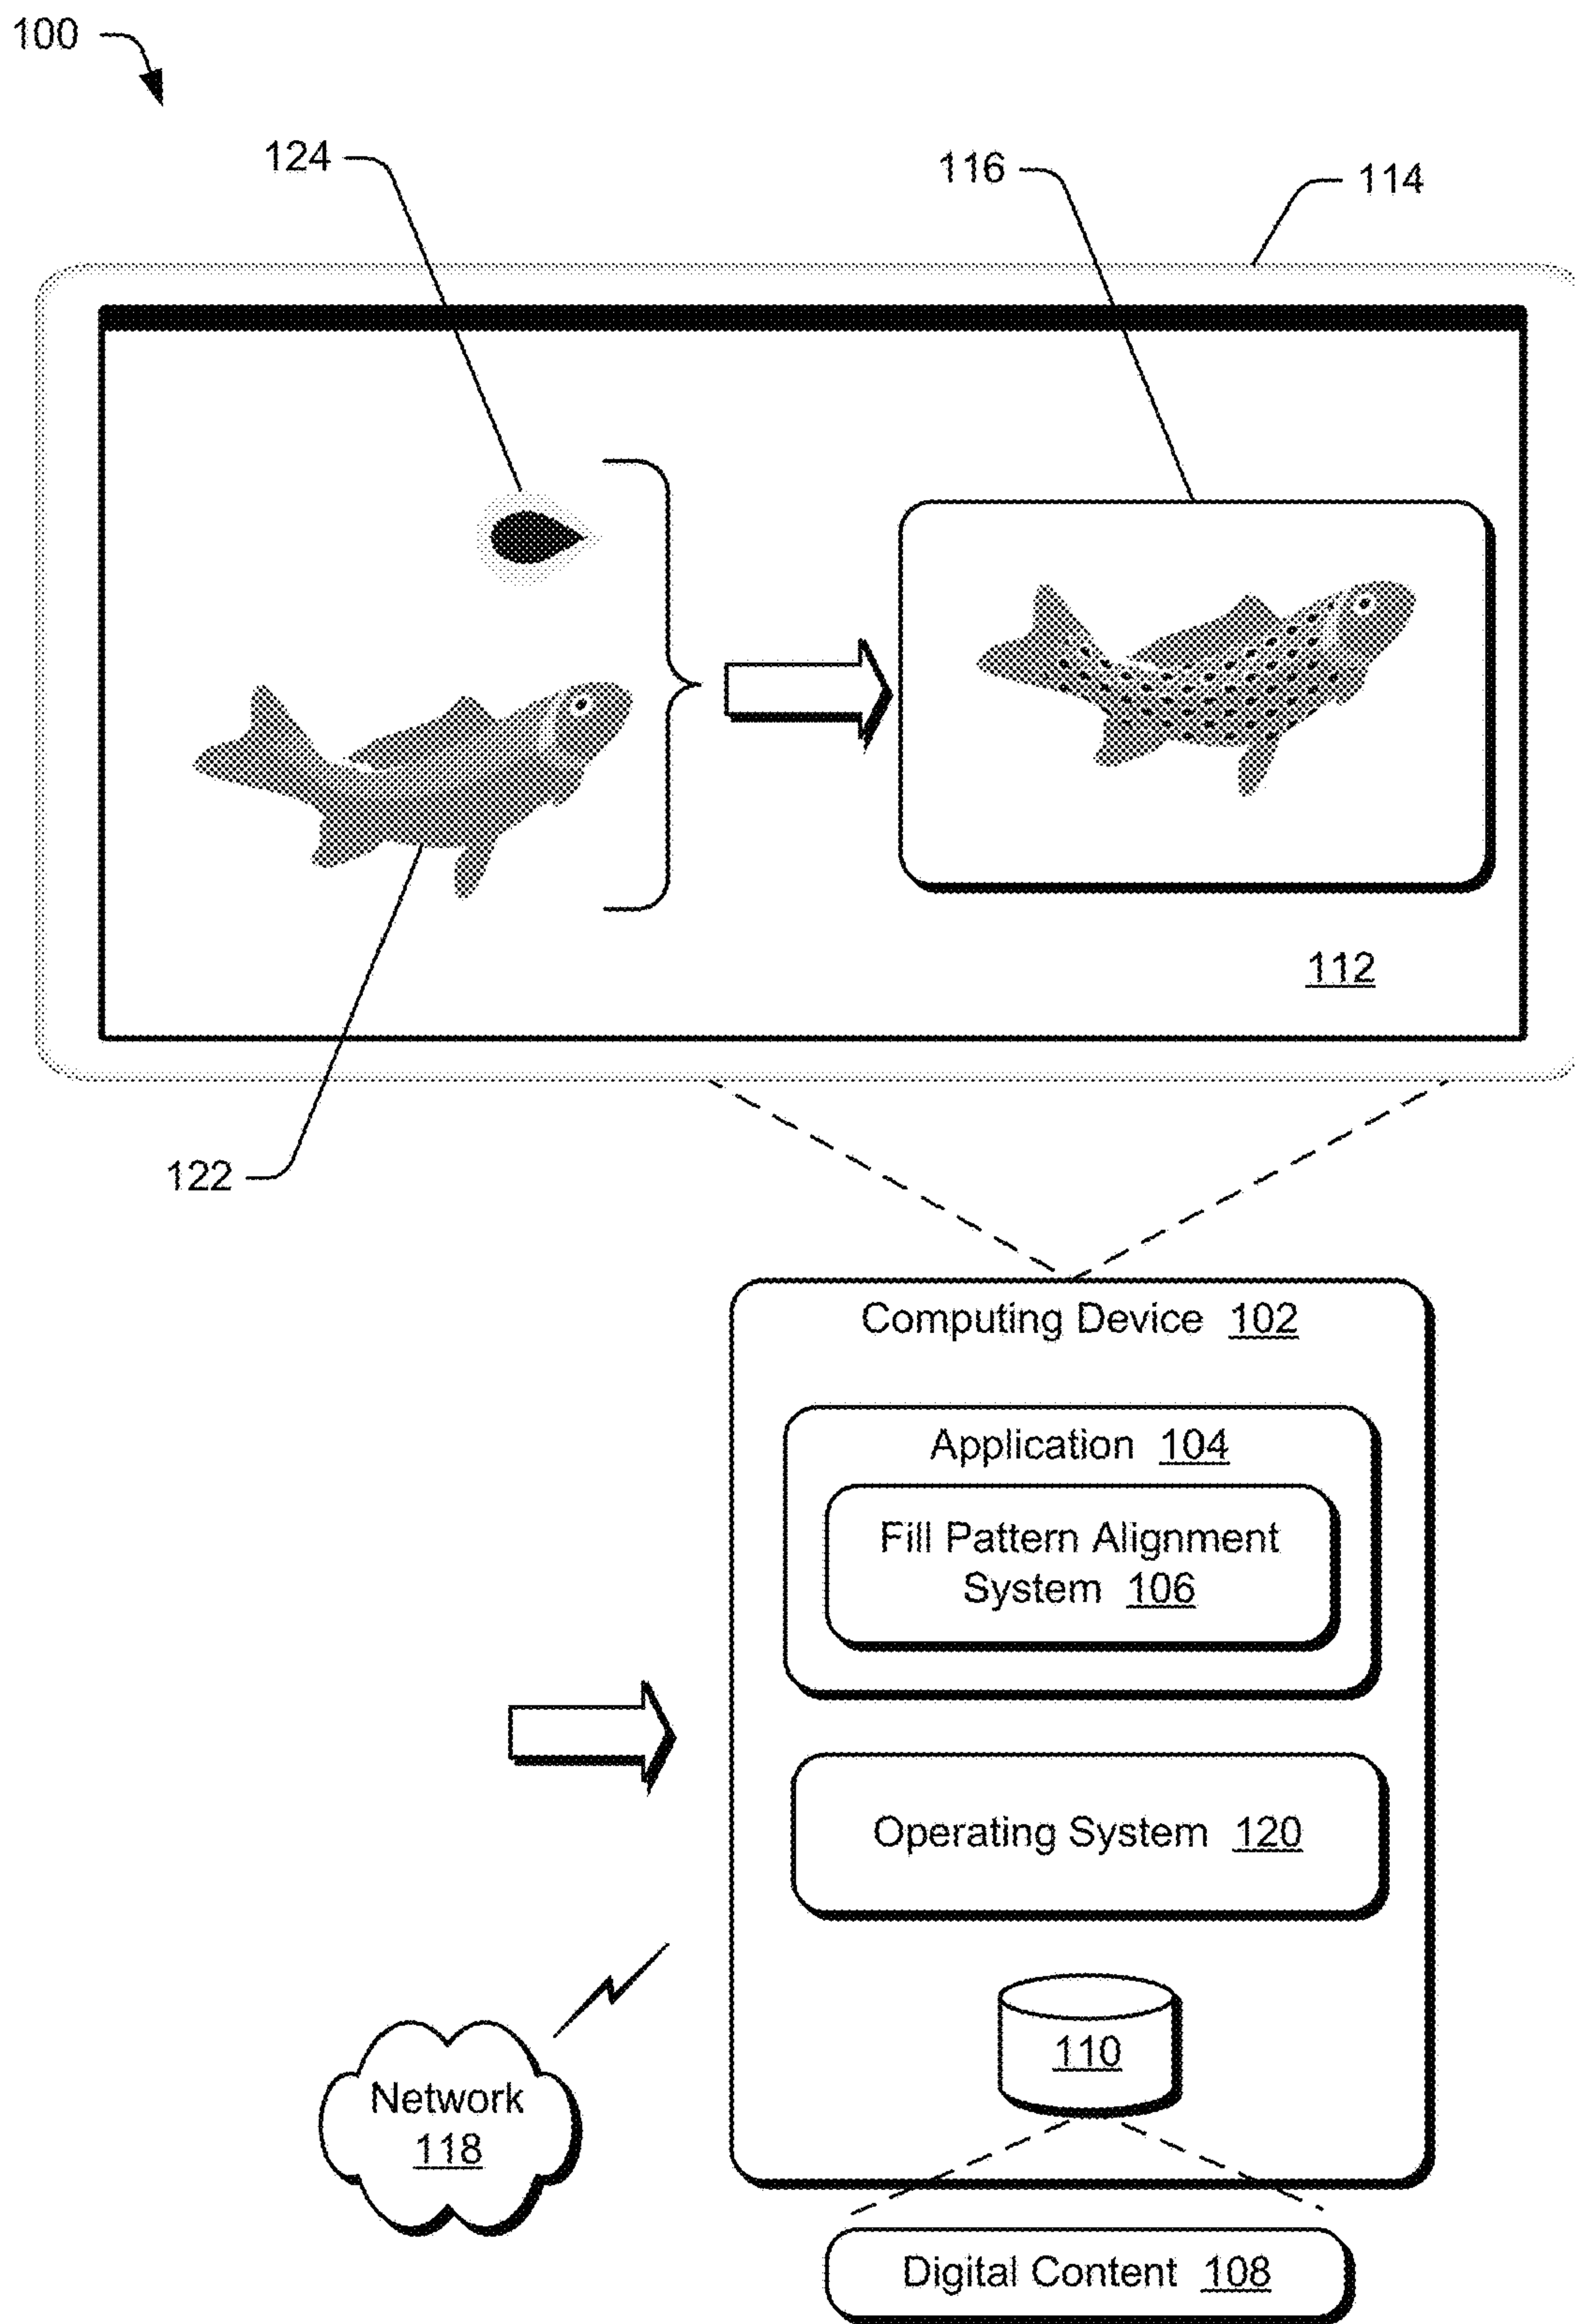 100
124
116
114
112
122
Computing Device 102
Application 104
Fill Pattern Alignment
System 106
Operating System 120
110
Network
118
Digital Content 108